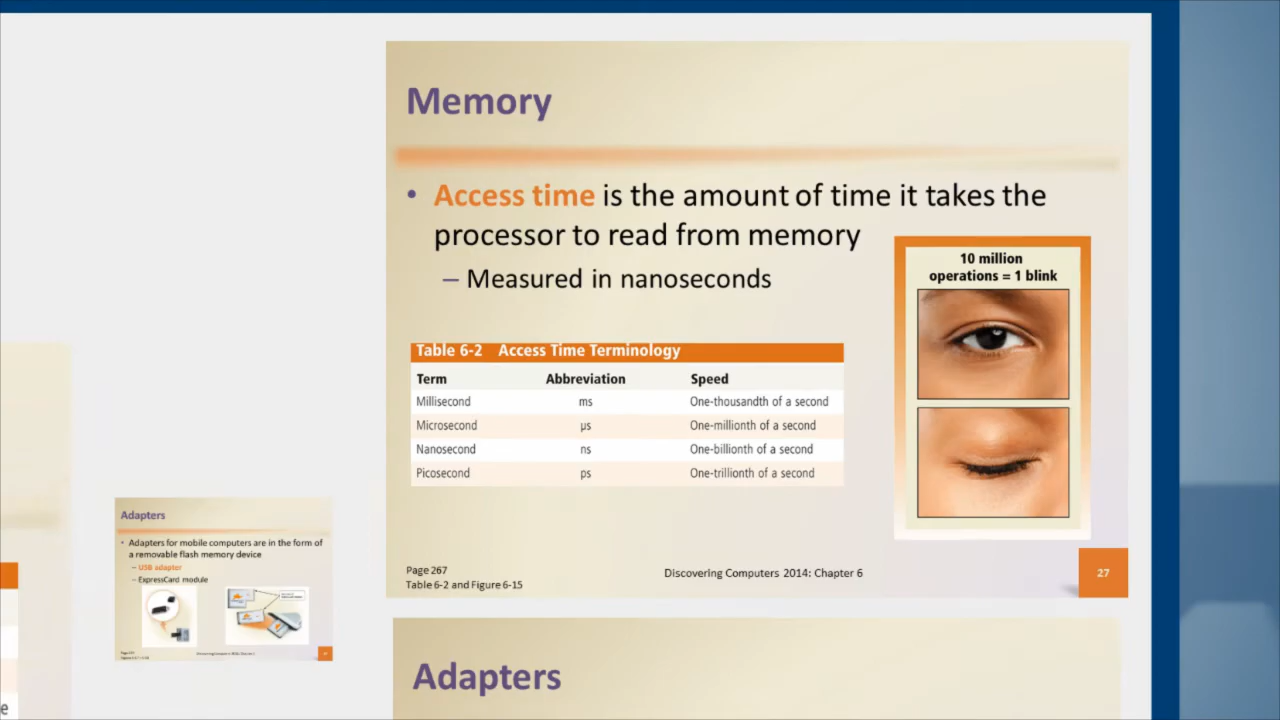 Memory
• Access time is the amount of time it takes the
processor to read from memory
– Measured in nanoseconds
10 million
operations = 1 blink
Table 6-2 Access Time Terminology
Term Abbreviation Speed
Millisecond ms One-thousandth of a second
Microsecond μs One-millionth of a second
Nanosecond ns One-billionth of a second
Picosecond ps One-trillionth of a second
Page 267
Table 6-2 and Figure 6-15
Discovering Computers 2014: Chapter 6
27
Adapters
• Adapters for mobile computers are in the form of
a removable flash memory device
– USB adapter
– ExpressCard module
Adapters